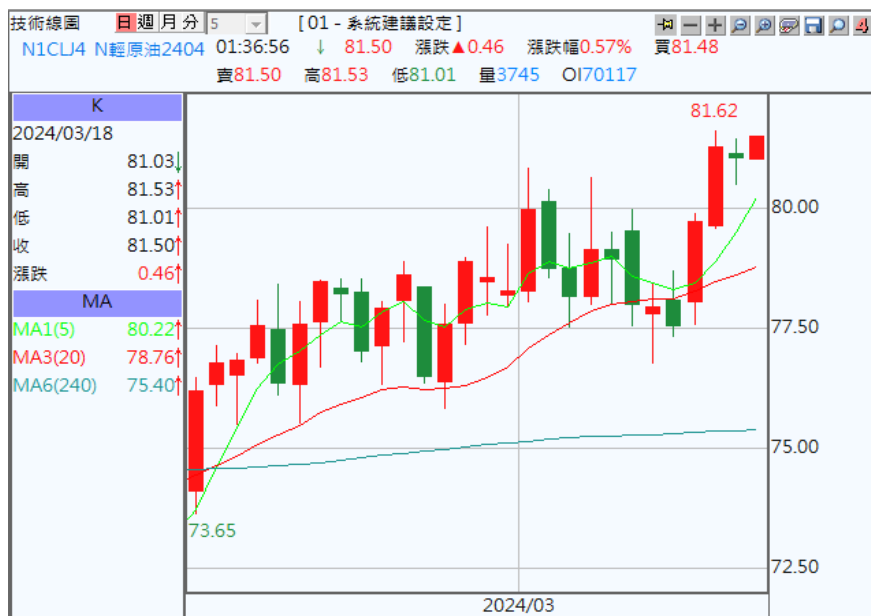 技術線圖 日 週 月 分 5 [ 01 - 系統建議設定 ]
N1CLJ4 N輕原油2404 01:36:56 ↓ 81.50 漲跌▲0.46 漲跌幅0.57% 買81.48
賣81.50 高81.53 低81.01 量3745 OI70117
K
2024/03/18
開 81.03↓
高 81.53↑
低 81.01↑
收 81.50↑
漲跌 0.46↑
MA
MA1(5) 80.22↑
MA3(20) 78.76↑
MA6(240) 75.40↑
81.62
73.65
80.00
77.50
75.00
72.50
2024/03